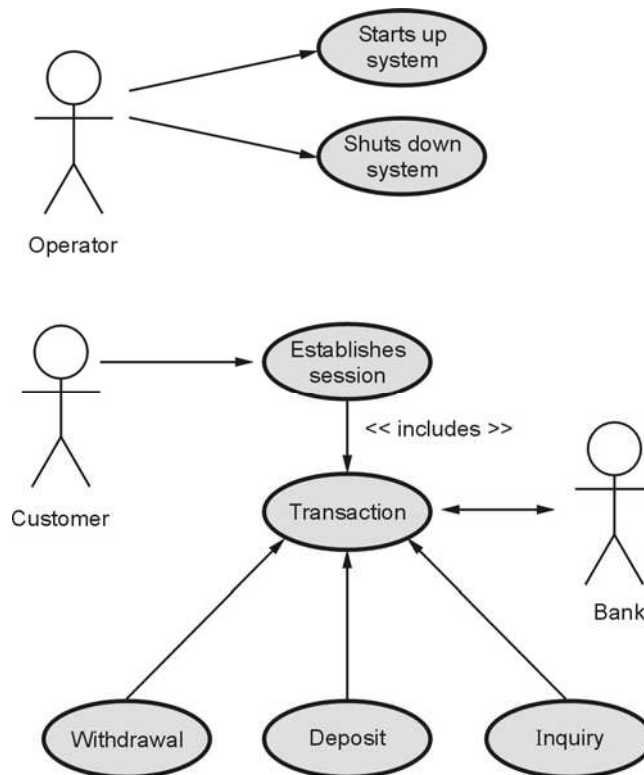 Starts up
system
Shuts down
system
Operator
Establishes
session
<< includes >>
Customer
Transaction
Bank
Withdrawal
Deposit
Inquiry